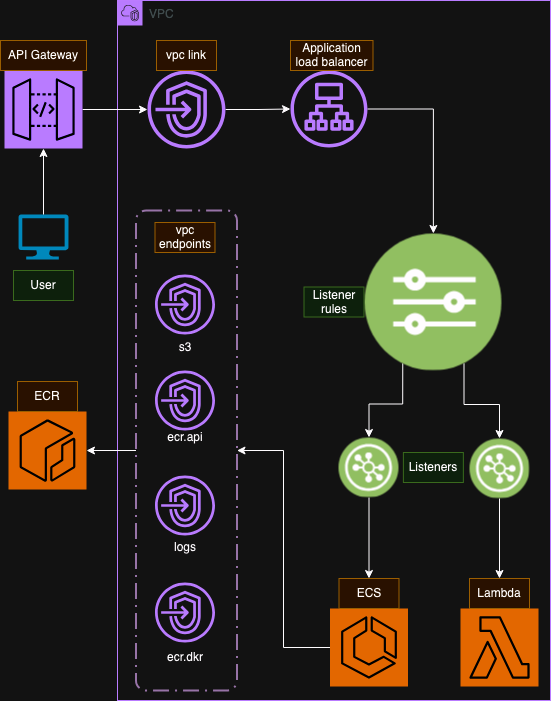 VPC
API Gateway
vpc link
Application
load balancer
vpc
endpoints
User
Listener
rules
s3
ECR
ecr.api
Listeners
logs
ECS
Lambda
ecr.dkr